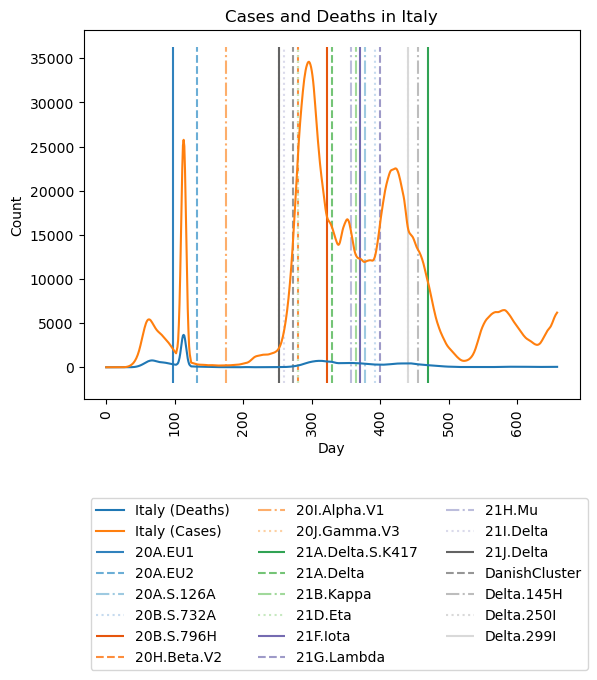 Cases and Deaths in Italy
35000
30000
25000
20000
15000
10000
5000
0
Count
0 100 200 300 400 500 600
Day
Italy (Deaths)
Italy (Cases)
20A.EU1
20A.EU2
20A.S.126A
20B.S.732A
20B.S.796H
20H.Beta.V2
20I.Alpha.V1
20J.Gamma.V3
21A.Delta.S.K417
21A.Delta
21B.Kappa
21D.Eta
21F.Iota
21G.Lambda
21H.Mu
21I.Delta
21J.Delta
DanishCluster
Delta.145H
Delta.250I
Delta.299I